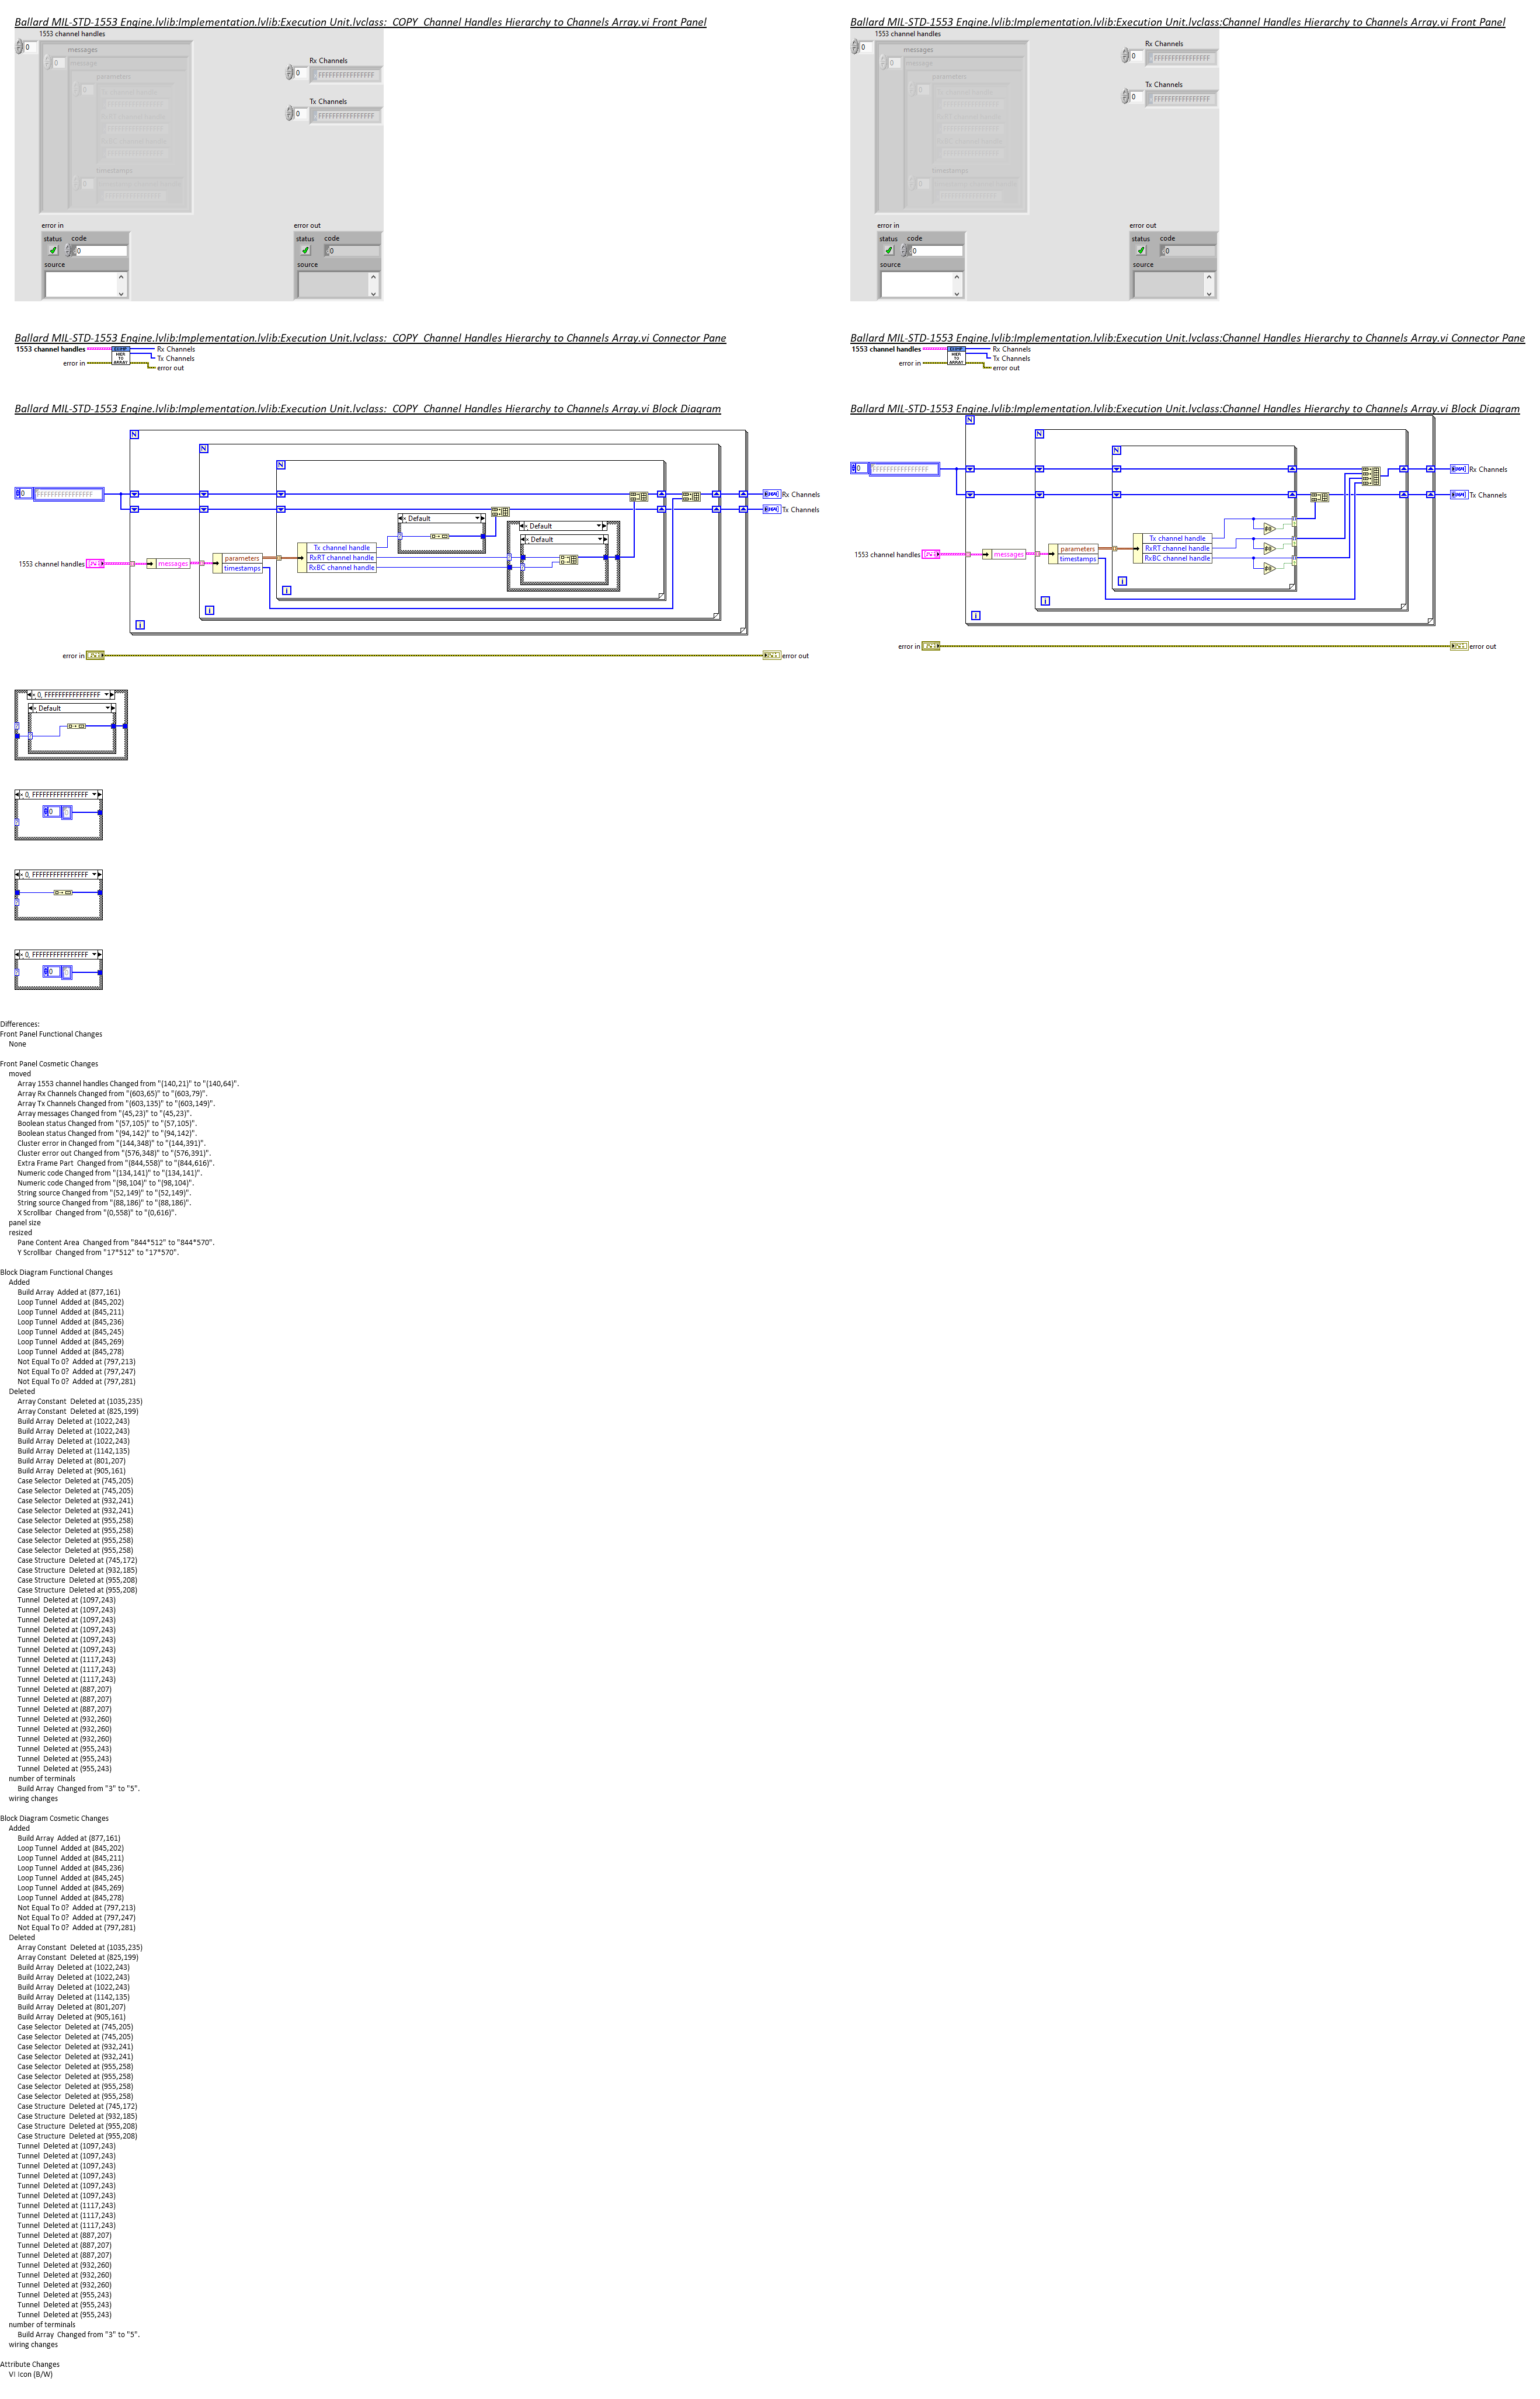 Ballard MIL-STD-1553 Engine.lvlib:Implementation.lvlib:Execution Unit.lvclass:_COPY_Channel Handles Hierarchy to Channels Array.vi Front Panel
1553 channel handles
0
messages
0
message
parameters
0
Tx channel handle
RxRT channel handle
RxBC channel handle
timestamps
0
Rx Channels
0
FFFFFFFFFFFFFFFF
Tx Channels
0
FFFFFFFFFFFFFFFF
error in
status code
0
source
error out
status code
0
source
Ballard MIL-STD-1553 Engine.lvlib:Implementation.lvlib:Execution Unit.lvclass:Channel Handles Hierarchy to Channels Array.vi Front Panel
1553 channel handles
0
messages
0
message
parameters
0
Tx channel handle
RxRT channel handle
RxBC channel handle
timestamps
0
Rx Channels
0
FFFFFFFFFFFFFFFF
Tx Channels
0
FFFFFFFFFFFFFFFF
error in
status code
0
source
error out
status code
0
source
Ballard MIL-STD-1553 Engine.lvlib:Implementation.lvlib:Execution Unit.lvclass:_COPY_Channel Handles Hierarchy to Channels Array.vi Connector Pane
1553 channel handles
error in
HIER
TO
ARRAY
Rx Channels
Tx Channels
error out
Ballard MIL-STD-1553 Engine.lvlib:Implementation.lvlib:Execution Unit.lvclass:Channel Handles Hierarchy to Channels Array.vi Connector Pane
1553 channel handles
error in
HIER
TO
ARRAY
Rx Channels
Tx Channels
error out
Ballard MIL-STD-1553 Engine.lvlib:Implementation.lvlib:Execution Unit.lvclass:_COPY_Channel Handles Hierarchy to Channels Array.vi Block Diagram
N
N
N
0 FFFFFFFFFFFFFFFF
Rx Channels
Tx Channels
Default
Default
Default
Tx channel handle
RxRT channel handle
RxBC channel handle
parameters
timestamps
messages
1553 channel handles
i
i
i
error in
error out
Ballard MIL-STD-1553 Engine.lvlib:Implementation.lvlib:Execution Unit.lvclass:Channel Handles Hierarchy to Channels Array.vi Block Diagram
N
N
N
0 FFFFFFFFFFFFFFFF
Rx Channels
Tx Channels
Tx channel handle
RxRT channel handle
RxBC channel handle
parameters
timestamps
messages
1553 channel handles
i
i
i
error in
error out
x 0, FFFFFFFFFFFFFFFF
Default
x 0, FFFFFFFFFFFFFFFF
0
x 0, FFFFFFFFFFFFFFFF
x 0, FFFFFFFFFFFFFFFF
0
Differences:
Front Panel Functional Changes
None
Front Panel Cosmetic Changes
moved
Array 1553 channel handles Changed from "(140,21)" to "(140,64)".
Array Rx Channels Changed from "(603,65)" to "(603,79)".
Array Tx Channels Changed from "(603,135)" to "(603,149)".
Array messages Changed from "(45,23)" to "(45,23)".
Boolean status Changed from "(57,105)" to "(57,105)".
Boolean status Changed from "(94,142)" to "(94,142)".
Cluster error in Changed from "(144,348)" to "(144,391)".
Cluster error out Changed from "(576,348)" to "(576,391)".
Extra Frame Part  Changed from "(844,558)" to "(844,616)".
Numeric code Changed from "(134,141)" to "(134,141)".
Numeric code Changed from "(98,104)" to "(98,104)".
String source Changed from "(52,149)" to "(52,149)".
String source Changed from "(88,186)" to "(88,186)".
X Scrollbar  Changed from "(0,558)" to "(0,616)".
panel size
resized
Pane Content Area  Changed from "844*512" to "844*570".
Y Scrollbar  Changed from "17*512" to "17*570".
Block Diagram Functional Changes
Added
Build Array  Added at (877,161)
Loop Tunnel  Added at (845,202)
Loop Tunnel  Added at (845,211)
Loop Tunnel  Added at (845,236)
Loop Tunnel  Added at (845,245)
Loop Tunnel  Added at (845,269)
Loop Tunnel  Added at (845,278)
Not Equal To 0?  Added at (797,213)
Not Equal To 0?  Added at (797,247)
Not Equal To 0?  Added at (797,281)
Deleted
Array Constant  Deleted at (1035,235)
Array Constant  Deleted at (825,199)
Build Array  Deleted at (1022,243)
Build Array  Deleted at (1022,243)
Build Array  Deleted at (1022,243)
Build Array  Deleted at (1142,135)
Build Array  Deleted at (801,207)
Build Array  Deleted at (905,161)
Case Selector  Deleted at (745,205)
Case Selector  Deleted at (745,205)
Case Selector  Deleted at (932,241)
Case Selector  Deleted at (932,241)
Case Selector  Deleted at (955,258)
Case Selector  Deleted at (955,258)
Case Selector  Deleted at (955,258)
Case Selector  Deleted at (955,258)
Case Structure  Deleted at (745,172)
Case Structure  Deleted at (932,185)
Case Structure  Deleted at (955,208)
Case Structure  Deleted at (955,208)
Tunnel  Deleted at (1097,243)
Tunnel  Deleted at (1097,243)
Tunnel  Deleted at (1097,243)
Tunnel  Deleted at (1097,243)
Tunnel  Deleted at (1097,243)
Tunnel  Deleted at (1097,243)
Tunnel  Deleted at (1117,243)
Tunnel  Deleted at (1117,243)
Tunnel  Deleted at (1117,243)
Tunnel  Deleted at (887,207)
Tunnel  Deleted at (887,207)
Tunnel  Deleted at (887,207)
Tunnel  Deleted at (932,260)
Tunnel  Deleted at (932,260)
Tunnel  Deleted at (932,260)
Tunnel  Deleted at (955,243)
Tunnel  Deleted at (955,243)
Tunnel  Deleted at (955,243)
number of terminals
Build Array  Changed from "3" to "5".
wiring changes
Block Diagram Cosmetic Changes
Added
Build Array  Added at (877,161)
Loop Tunnel  Added at (845,202)
Loop Tunnel  Added at (845,211)
Loop Tunnel  Added at (845,236)
Loop Tunnel  Added at (845,245)
Loop Tunnel  Added at (845,269)
Loop Tunnel  Added at (845,278)
Not Equal To 0?  Added at (797,213)
Not Equal To 0?  Added at (797,247)
Not Equal To 0?  Added at (797,281)
Deleted
Array Constant  Deleted at (1035,235)
Array Constant  Deleted at (825,199)
Build Array  Deleted at (1022,243)
Build Array  Deleted at (1022,243)
Build Array  Deleted at (1022,243)
Build Array  Deleted at (1142,135)
Build Array  Deleted at (801,207)
Build Array  Deleted at (905,161)
Case Selector  Deleted at (745,205)
Case Selector  Deleted at (745,205)
Case Selector  Deleted at (932,241)
Case Selector  Deleted at (932,241)
Case Selector  Deleted at (955,258)
Case Selector  Deleted at (955,258)
Case Selector  Deleted at (955,258)
Case Selector  Deleted at (955,258)
Case Structure  Deleted at (745,172)
Case Structure  Deleted at (932,185)
Case Structure  Deleted at (955,208)
Case Structure  Deleted at (955,208)
Tunnel  Deleted at (1097,243)
Tunnel  Deleted at (1097,243)
Tunnel  Deleted at (1097,243)
Tunnel  Deleted at (1097,243)
Tunnel  Deleted at (1097,243)
Tunnel  Deleted at (1097,243)
Tunnel  Deleted at (1117,243)
Tunnel  Deleted at (1117,243)
Tunnel  Deleted at (1117,243)
Tunnel  Deleted at (887,207)
Tunnel  Deleted at (887,207)
Tunnel  Deleted at (887,207)
Tunnel  Deleted at (932,260)
Tunnel  Deleted at (932,260)
Tunnel  Deleted at (932,260)
Tunnel  Deleted at (955,243)
Tunnel  Deleted at (955,243)
Tunnel  Deleted at (955,243)
number of terminals
Build Array  Changed from "3" to "5".
wiring changes
Attribute Changes
VI Icon (B/W)